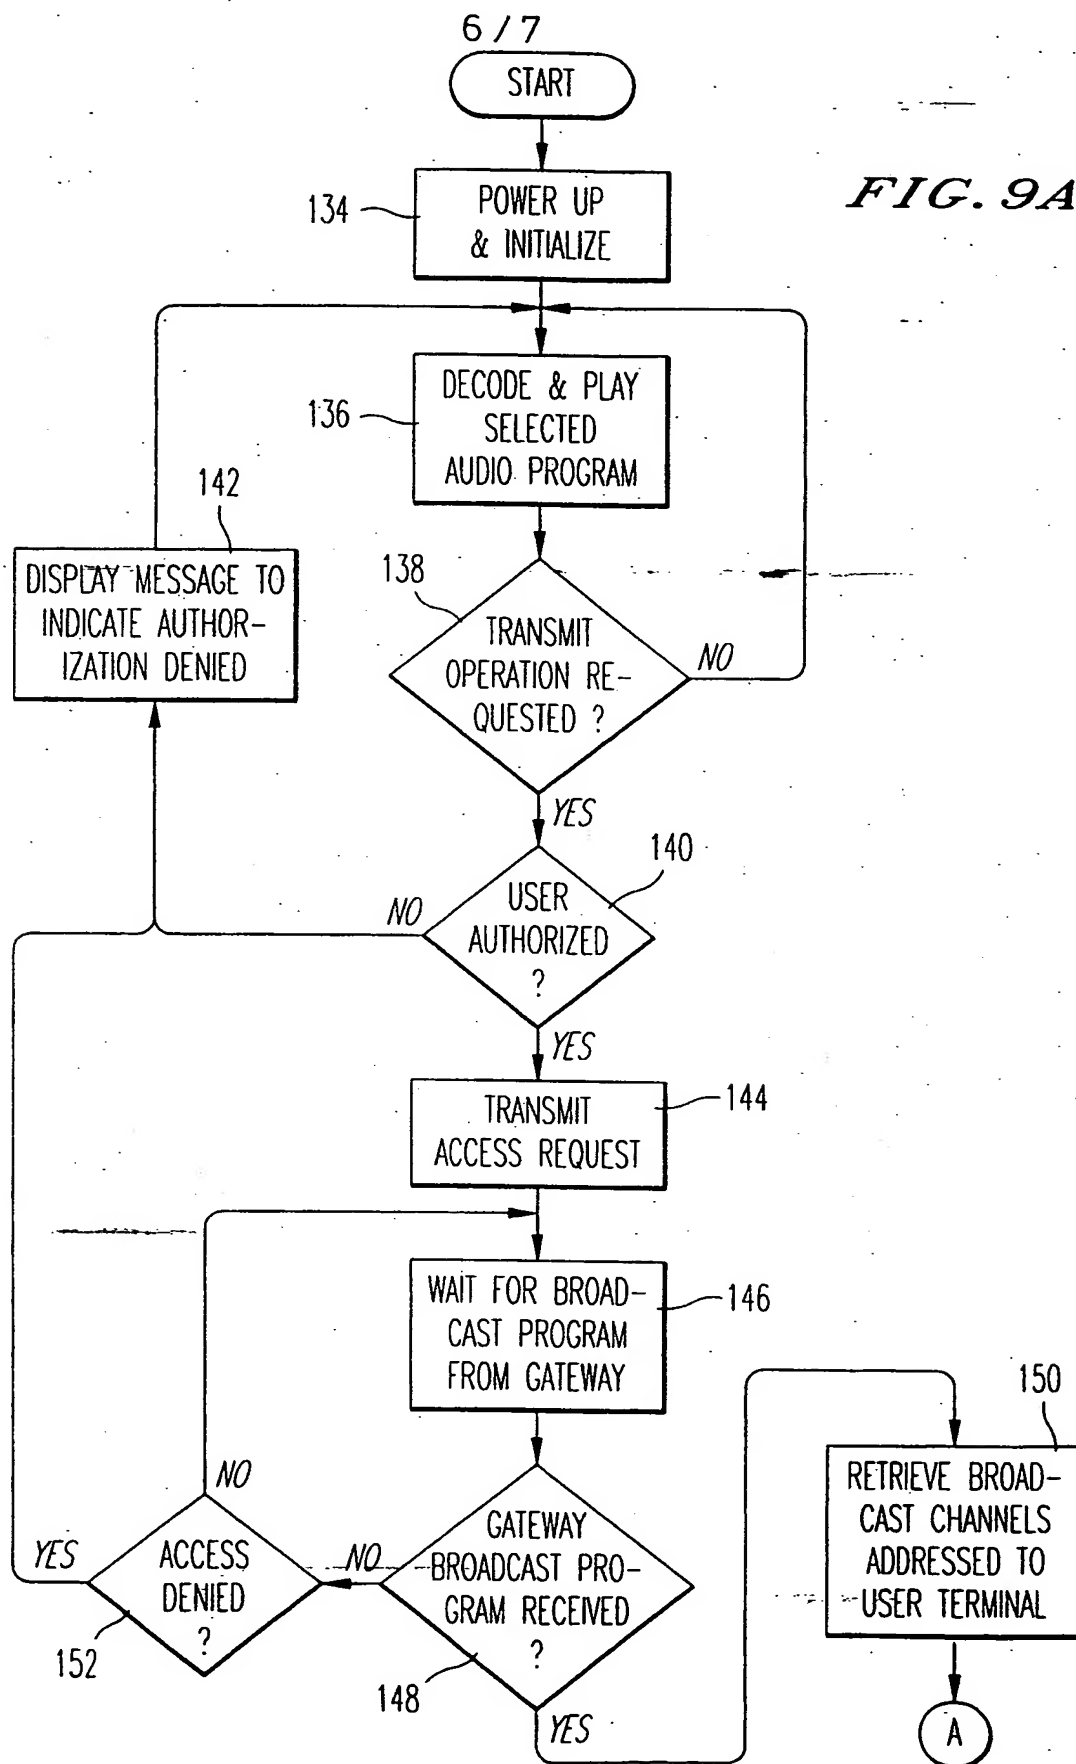 6 / 7
START
FIG. 9A
134
POWER UP
& INITIALIZE
136
DECODE & PLAY
SELECTED
AUDIO PROGRAM
142
DISPLAY MESSAGE TO
INDICATE AUTHOR-
IZATION DENIED
138
TRANSMIT
OPERATION RE-
QUESTED ?
NO
YES
140
USER
AUTHORIZED
?
NO
YES
TRANSMIT
ACCESS REQUEST
144
WAIT FOR BROAD-
CAST PROGRAM
FROM GATEWAY
146
GATEWAY
BROADCAST PRO-
GRAM RECEIVED
?
148
NO
YES
ACCESS
DENIED
?
152
NO
YES
150
RETRIEVE BROAD-
CAST CHANNELS
ADDRESSED TO
USER TERMINAL
A